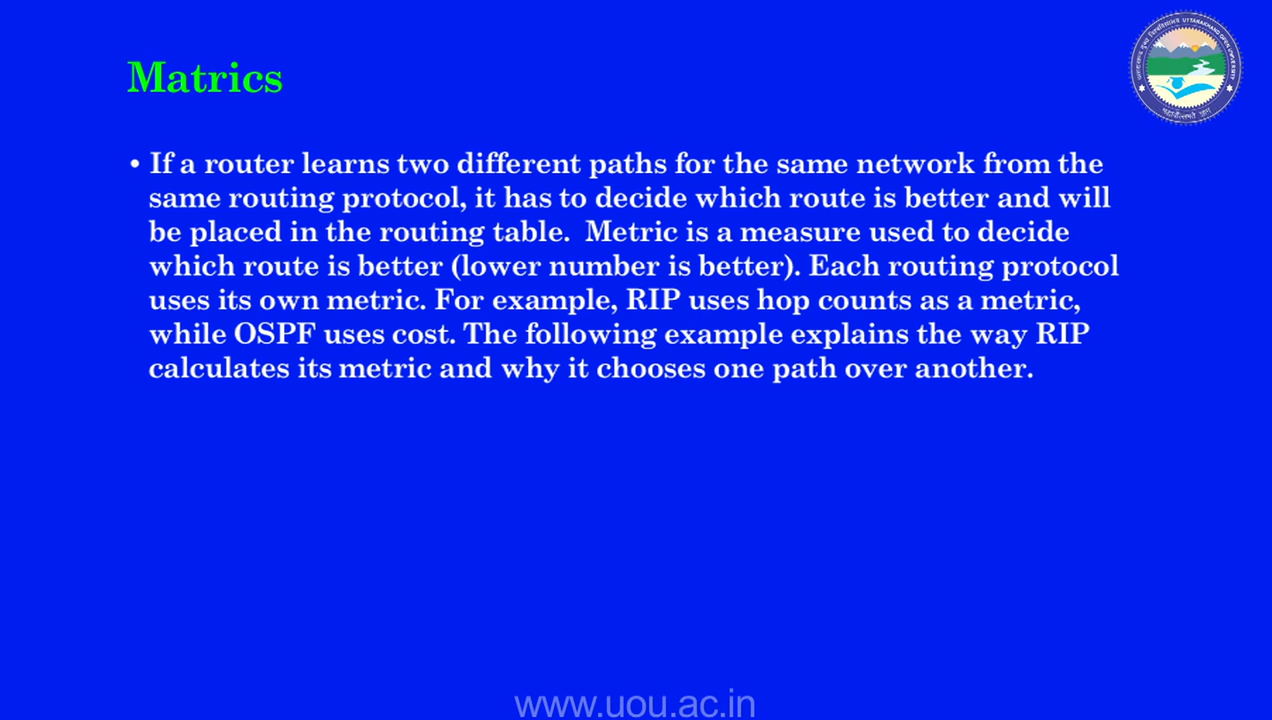 Matrics
• If a router learns two different paths for the same network from the
same routing protocol, it has to decide which route is better and will
be placed in the routing table.  Metric is a measure used to decide
which route is better (lower number is better). Each routing protocol
uses its own metric. For example, RIP uses hop counts as a metric,
while OSPF uses cost. The following example explains the way RIP
calculates its metric and why it chooses one path over another.
UTTARAKHAND OPEN UNIVERSITY
www.uou.ac.in